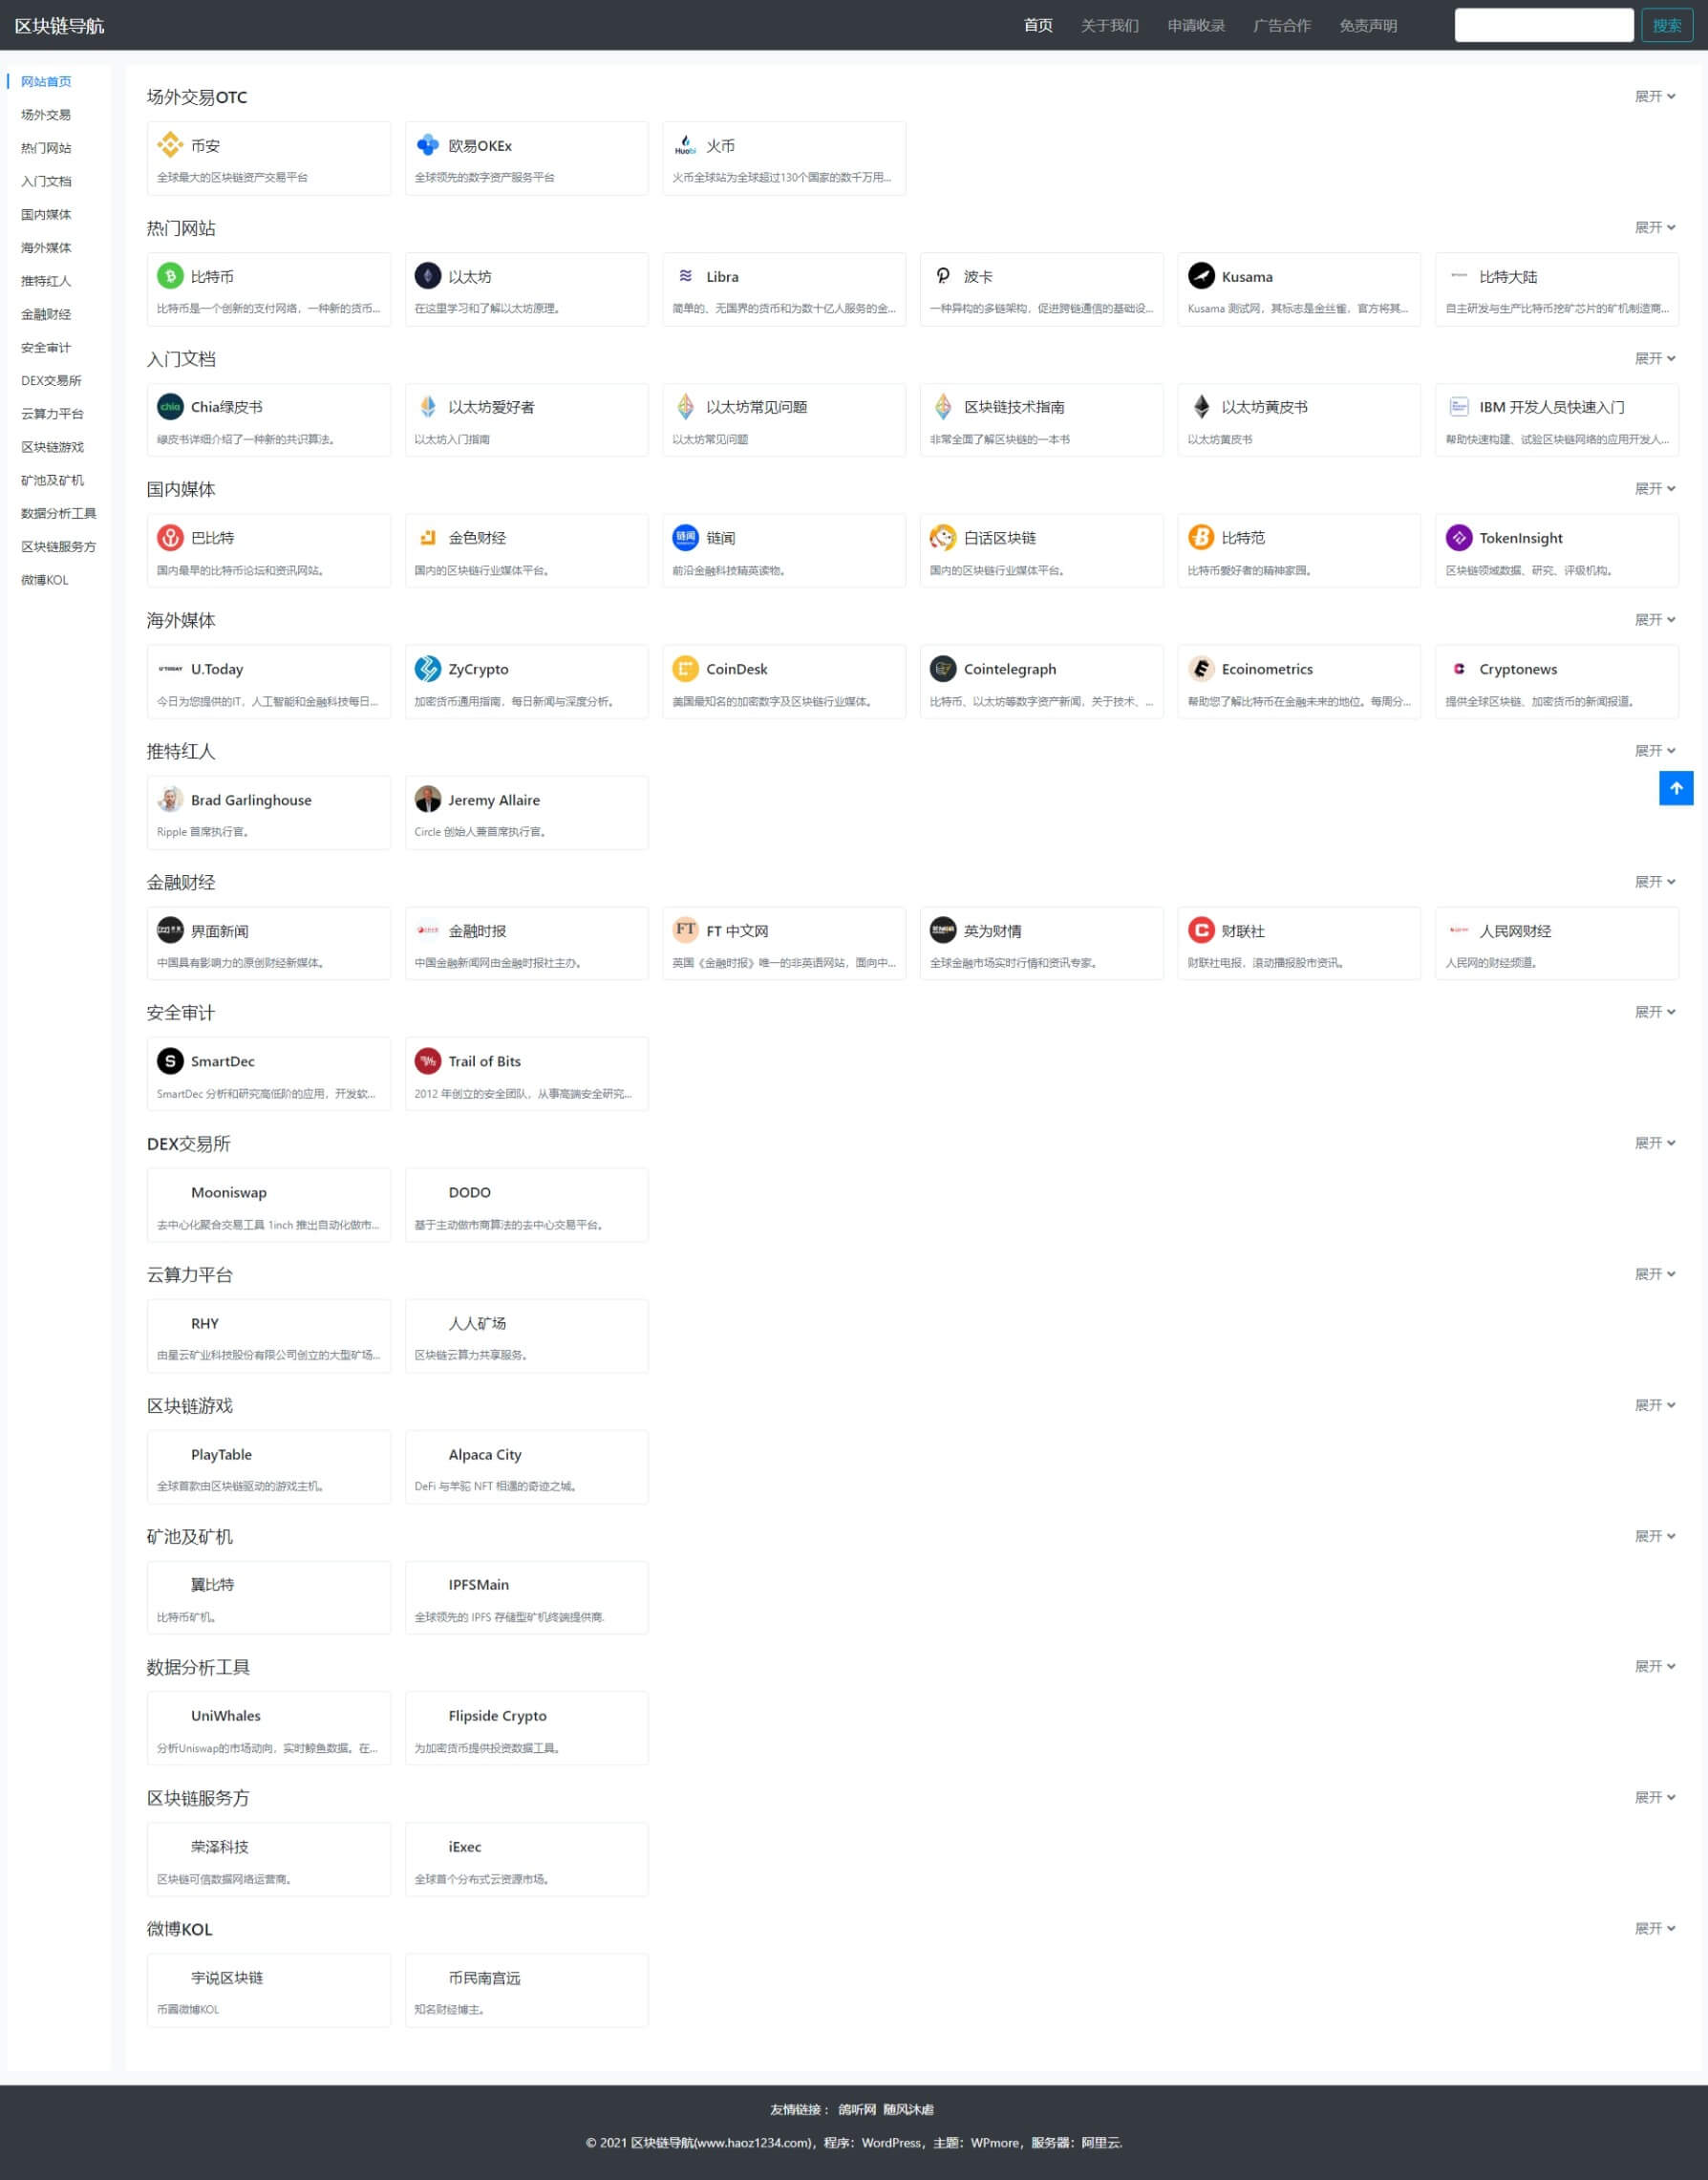 区块链导航
首页 关于我们 申请收录 广告合作 免责声明 搜索
网站首页
场外交易
热门网站
入门文档
国内媒体
海外媒体
推特红人
金融财经
安全审计
DEX交易所
云算力平台
区块链游戏
矿池及矿机
数据分析工具
区块链服务方
微博KOL
场外交易OTC 展开
币安 欧易OKEx 火币
全球最大的区块链资产交易平台 全球领先的数字资产服务平台 火币全球站为全球超过130个国家的数千万用...
热门网站 展开
比特币 以太坊 Libra 波卡 Kusama 比特大陆
比特币是一个创新的支付网络，一种新的货币... 在这里学习和了解以太坊原理。 简单的、无国界的货币和为数十亿人服务的金... 一种异构的多链架构，促进跨链通信的基础设... Kusama 测试网，其标志是金丝雀，官方将其... 自主研发与生产比特币挖矿芯片的矿机制造商...
入门文档 展开
Chia绿皮书 以太坊爱好者 以太坊常见问题 区块链技术指南 以太坊黄皮书 IBM 开发人员快速入门
绿皮书详细介绍了一种新的共识算法。 以太坊入门指南 以太坊常见问题 非常全面了解区块链的一本书 以太坊黄皮书 帮助快速构建、试验区块链网络的应用开发人...
国内媒体 展开
巴比特 金色财经 链闻 白话区块链 比特范 TokenInsight
国内最早的比特币论坛和资讯网站。 国内的区块链行业媒体平台。 前沿金融科技精英读物。 国内的区块链行业媒体平台。 比特币爱好者的精神家园。 区块链领域数据、研究、评级机构。
海外媒体 展开
U.Today ZyCrypto CoinDesk Cointelegraph Ecoinometrics Cryptonews
今日为您提供的IT，人工智能和金融科技每日... 加密货币通用指南，每日新闻与深度分析。 美国最知名的加密数字及区块链行业媒体。 比特币、以太坊等数字资产新闻，关于技术、... 帮助您了解比特币在金融未来的地位。每周分... 提供全球区块链、加密货币的新闻报道。
推特红人 展开
Brad Garlinghouse Jeremy Allaire
Ripple 首席执行官。 Circle 创始人兼首席执行官。
金融财经 展开
界面新闻 金融时报 FT 中文网 英为财情 财联社 人民网财经
中国具有影响力的原创财经新媒体。 中国金融新闻网由金融时报社主办。 英国《金融时报》唯一的非英语网站，面向中... 全球金融市场实时行情和资讯专家。 财联社电报，滚动播报股市资讯。 人民网的财经频道。
安全审计 展开
SmartDec Trail of Bits
SmartDec 分析和研究高低阶的应用，开发软... 2012 年创立的安全团队，从事高端安全研究...
DEX交易所 展开
Mooniswap DODO
去中心化聚合交易工具 1inch 推出自动化做市... 基于主动做市商算法的去中心交易平台。
云算力平台 展开
RHY 人人矿场
由星云矿业科技股份有限公司创立的大型矿场... 区块链云算力共享服务。
区块链游戏 展开
PlayTable Alpaca City
全球首款由区块链驱动的游戏主机。 DeFi 与羊驼 NFT 相遇的奇迹之城。
矿池及矿机 展开
翼比特 IPFSMain
比特币矿机。 全球领先的 IPFS 存储型矿机终端提供商.
数据分析工具 展开
UniWhales Flipside Crypto
分析Uniswap的市场动向，实时鲸鱼数据。在... 为加密货币提供投资数据工具。
区块链服务方 展开
荣泽科技 iExec
区块链可信数据网络运营商。 全球首个分布式云资源市场。
微博KOL 展开
宇说区块链 币民南宫远
币圈微博KOL 知名财经博主。
友情链接： 鸽听网 随风沐虐
© 2021 区块链导航(www.haoz1234.com)，程序：WordPress，主题：WPmore，服务器：阿里云.